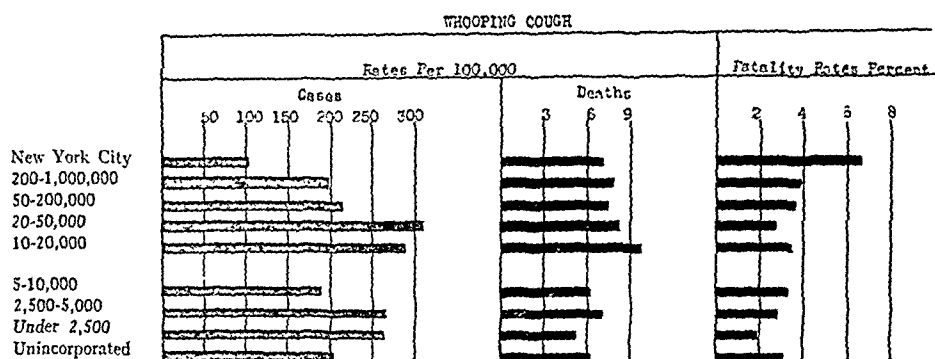 WHOOPING COUGH
Rates Per 100,000
Fatality Rates Percent
Cases
Deaths
50 100 150 200 250 300
3 6 9
2 4 6 8
New York City
200-1,000,000
50-200,000
20-50,000
10-20,000
5-10,000
2,500-5,000
Under 2,500
Unincorporated